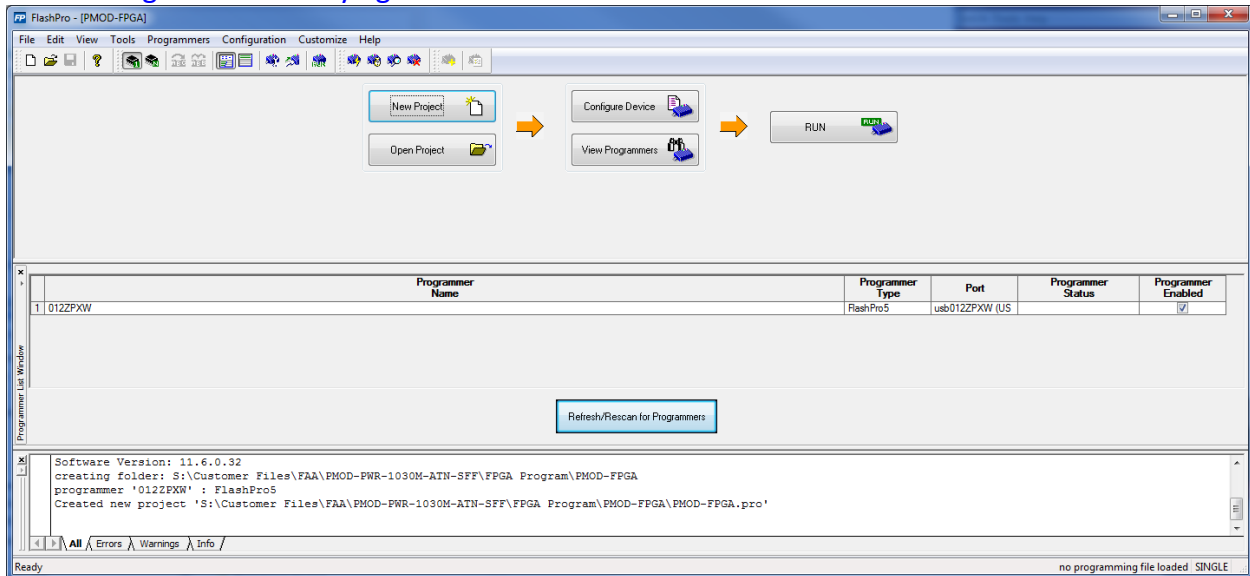 FlashPro - [PMOD-FPGA]
File Edit View Tools Programmers Configuration Customize Help
New Project
Configure Device
RUN
RUN
Open Project
View Programmers
Programmer Name
Programmer Type
Port
Programmer Status
Programmer Enabled
1 012ZPXW FlashPro5 usb012ZPXW (US
Programmer List Window
Refresh/Rescan for Programmers
Software Version: 11.6.0.32
creating folder: S:\Customer Files\FAA\PMOD-PWR-1030M-ATN-SFF\FPGA Program\PMOD-FPGA
programmer '012ZPXW' : FlashPro5
Created new project 'S:\Customer Files\FAA\PMOD-PWR-1030M-ATN-SFF\FPGA Program\PMOD-FPGA\PMOD-FPGA.pro'
All Errors Warnings Info
Ready no programming file loaded SINGLE